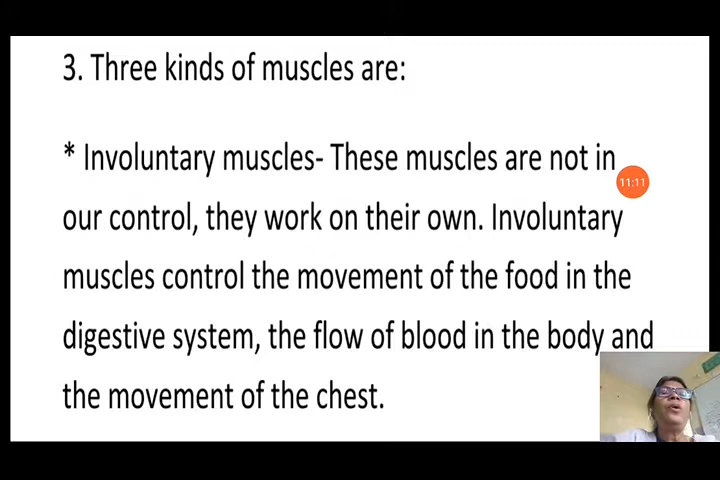 3. Three kinds of muscles are:
* Involuntary muscles- These muscles are not in
11:11
our control, they work on their own. Involuntary
muscles control the movement of the food in the
digestive system, the flow of blood in the body and
the movement of the chest.